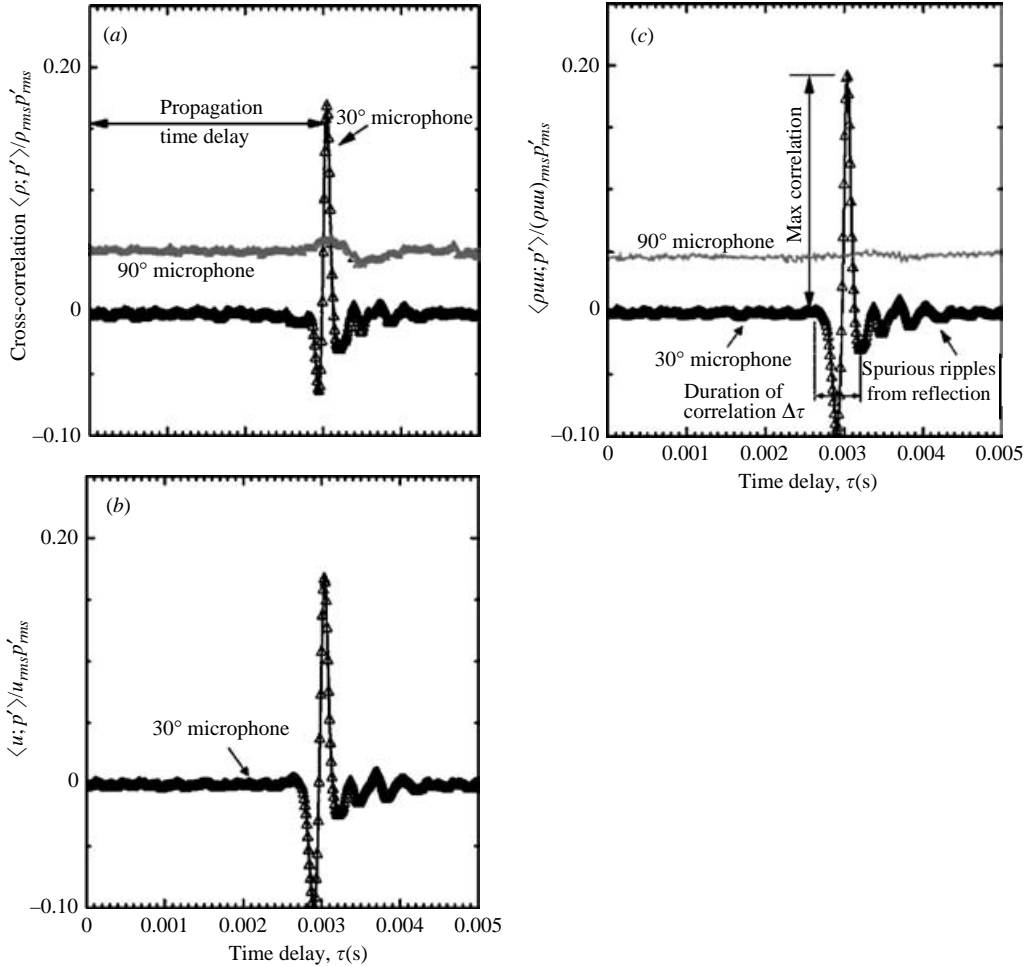 (a)
0.20
Propagation
time delay
30° microphone
90° microphone
0
–0.10
Cross-correlation ⟨ρ; p′⟩/ρrms p′rms
(c)
0.20
Max correlation
90° microphone
0
30° microphone
Duration of
correlation Δτ
Spurious ripples
from reflection
–0.10
⟨ρuu; p′⟩/(ρuu)rms p′rms
0 0.001 0.002 0.003 0.004 0.005
Time delay, τ(s)
(b)
0.20
30° microphone
0
–0.10
⟨u; p′⟩/urms p′rms
0 0.001 0.002 0.003 0.004 0.005
Time delay, τ(s)